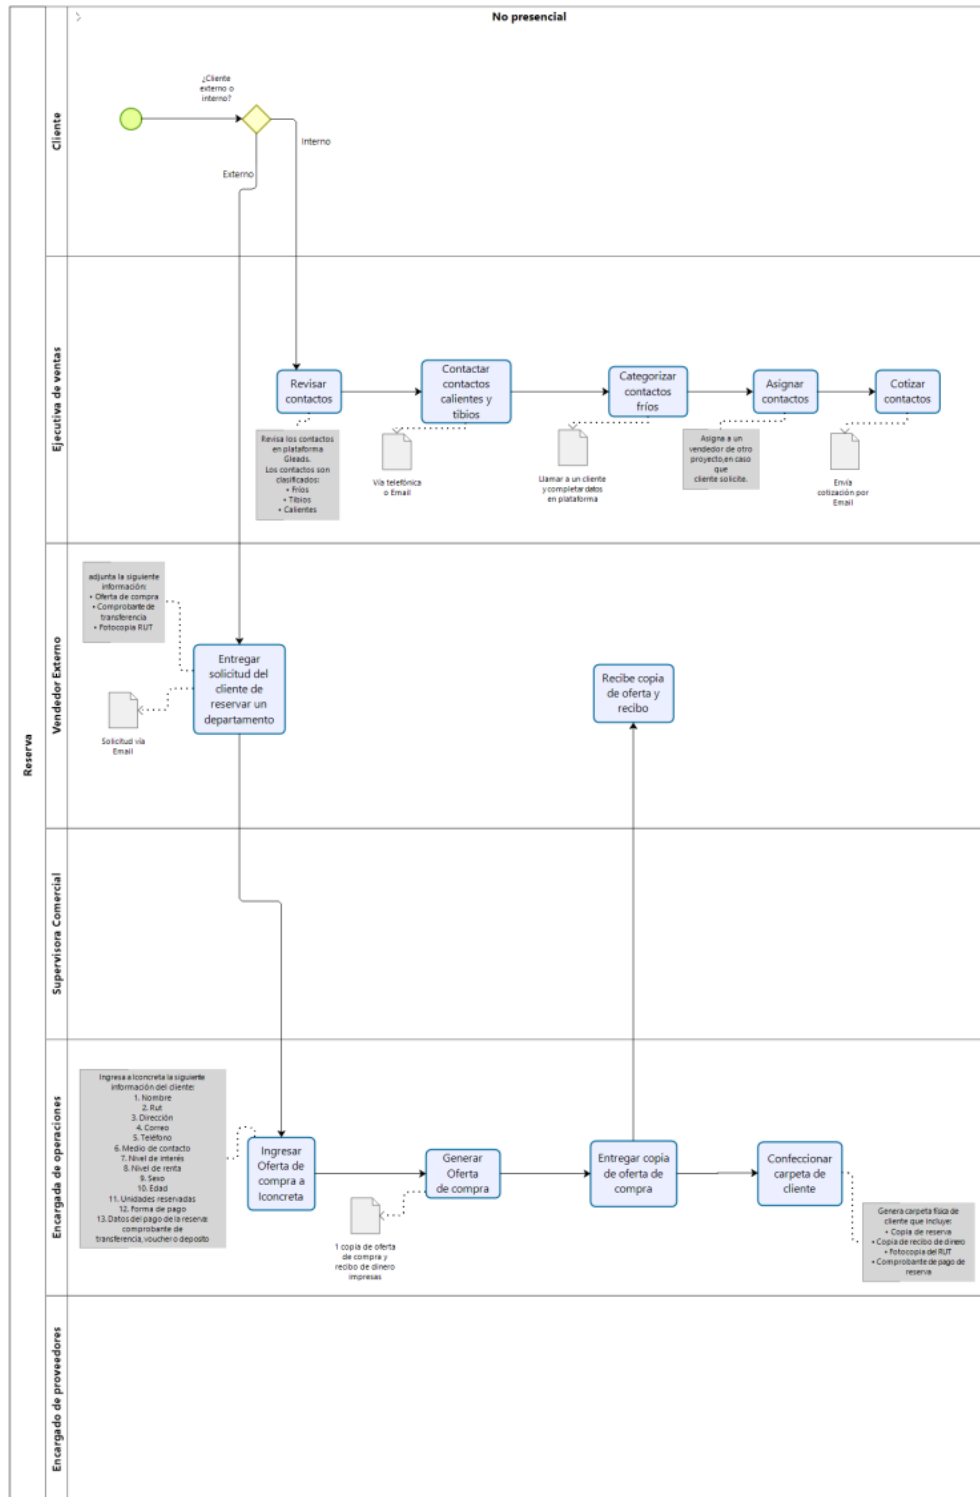 No presencial
Reserva
Cliente
¿Cliente
externo o
interno?
Interno
Externo
Ejecutiva de ventas
Revisar
contactos
Contactar
contactos
calientes y
tibios
Categorizar
contactos
fríos
Asignar
contactos
Cotizar
contactos
Revisa los contactos
en plataforma
Gleads.
Los contactos son
clasificados:
• Fríos
• Tibios
• Calientes
Vía telefónica
o Email
Llamar a un cliente
y completar datos
en plataforma
Asigna a un
vendedor de otro
proyecto,en caso
que
cliente solicite.
Envía
cotización por
Email
Vendedor Externo
adjunta la siguiente
información:
• Oferta de compra
• Comprobante de
transferencia
• Fotocopia RUT
Entregar
solicitud del
cliente de
reservar un
departamento
Solicitud vía
Email
Recibe copia
de oferta y
recibo
Supervisora Comercial
Encargada de operaciones
Ingresa a Iconcreta la siguiente
información del cliente:
1. Nombre
2. Rut
3. Dirección
4. Correo
5. Teléfono
6. Medio de contacto
7. Nivel de interés
8. Nivel de renta
9. Sexo
10. Edad
11. Unidades reservadas
12. Forma de pago
13. Datos del pago de la reserva:
comprobante de
transferencia, voucher o deposito
Ingresar
Oferta de
compra a
Iconcreta
Generar
Oferta
de compra
1 copia de oferta
de compra y
recibo de dinero
impresas
Entregar copia
de oferta de
compra
Confeccionar
carpeta de
cliente
Genera carpeta física de
cliente que incluye:
• Copia de reserva
• Copia de recibo de dinero
• Fotocopia del RUT
• Comprobante de pago de
reserva
Encargado de proveedores